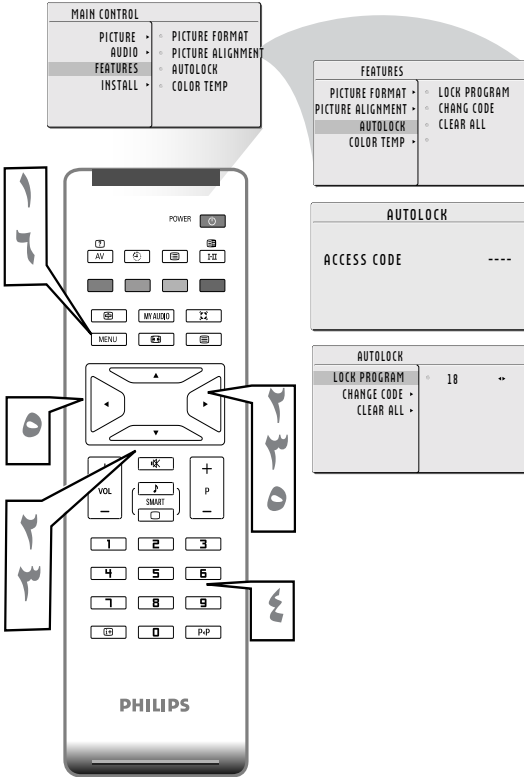 MAIN CONTROL
PICTURE
AUDIO
FEATURES
INSTALL
PICTURE FORMAT
PICTURE ALIGNMENT
AUTOLOCK
COLOR TEMP
FEATURES
PICTURE FORMAT
PICTURE ALIGNMENT
AUTOLOCK
COLOR TEMP
LOCK PROGRAM
CHANG CODE
CLEAR ALL
AUTOLOCK
ACCESS CODE ----
AUTOLOCK
LOCK PROGRAM 18
CHANGE CODE
CLEAR ALL
١
٦
٥
٢
٣
٢
٣
٥
٤
POWER
AV
I-II
MY AUDIO
MENU
VOL
SMART
P
+
–
–
1 2 3
4 5 6
7 8 9
i+ 0 P◂P
PHILIPS